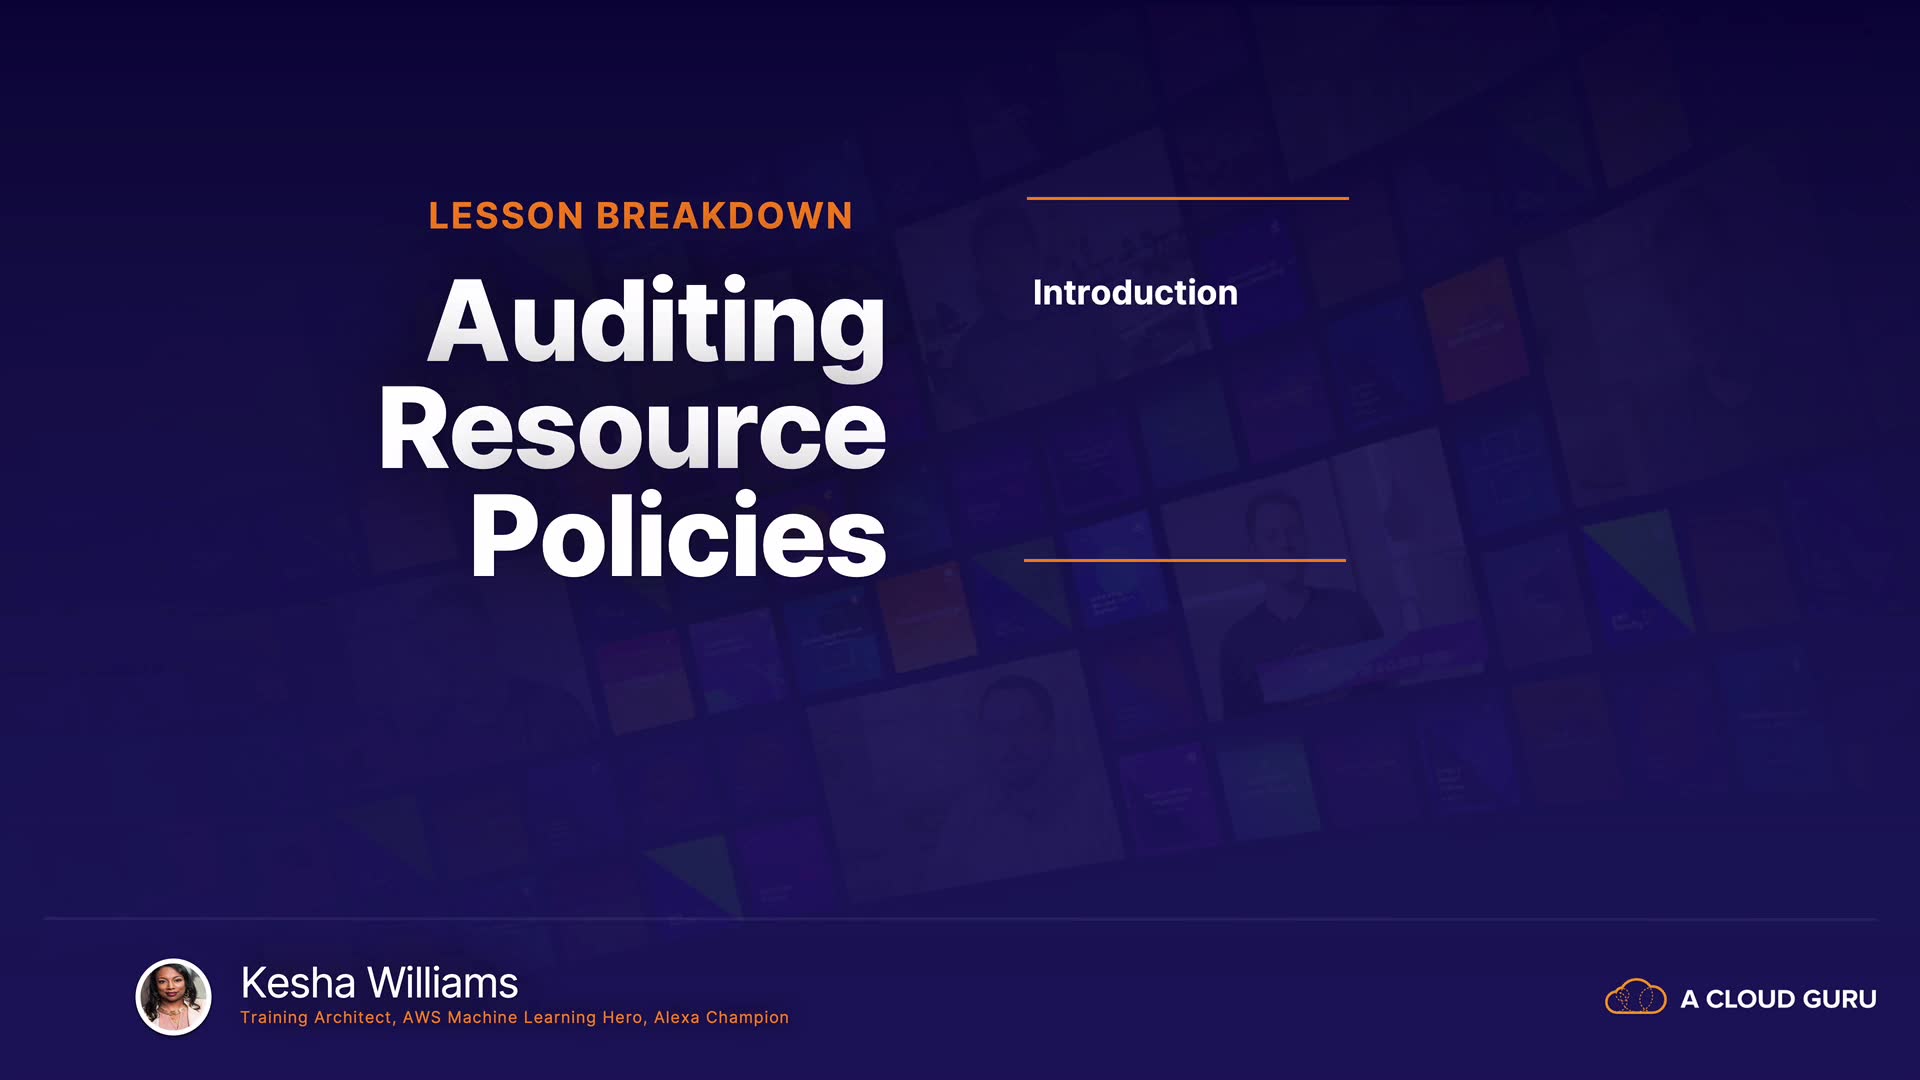 LESSON BREAKDOWN
Auditing
Resource
Policies
Introduction
Kesha Williams
Training Architect, AWS Machine Learning Hero, Alexa Champion
A CLOUD GURU